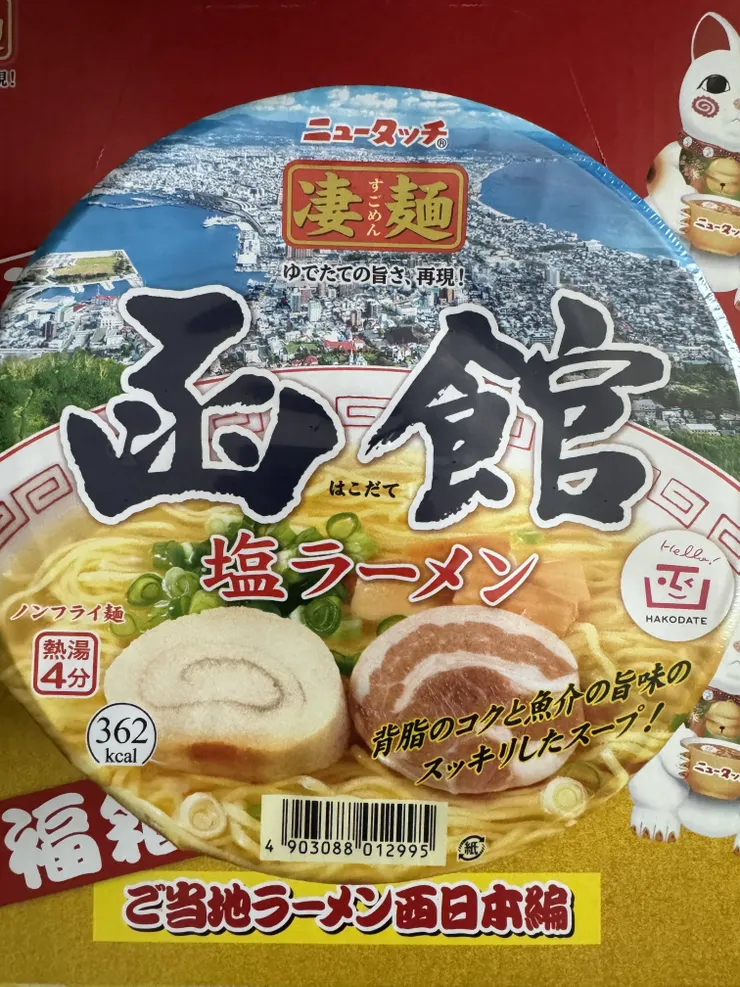 現!
ニュータッチ®
凄麺
すごめん
ゆでたての旨さ、再現!
函館
はこだて
塩ラーメン
Hello!
HAKODATE
ノンフライ麺
熱湯
4分
362
kcal
背脂のコクと魚介の旨味の
スッキリしたスープ!
4 903088 012995
紙
福箱
ご当地ラーメン西日本編
ニュータッ
ニュータ